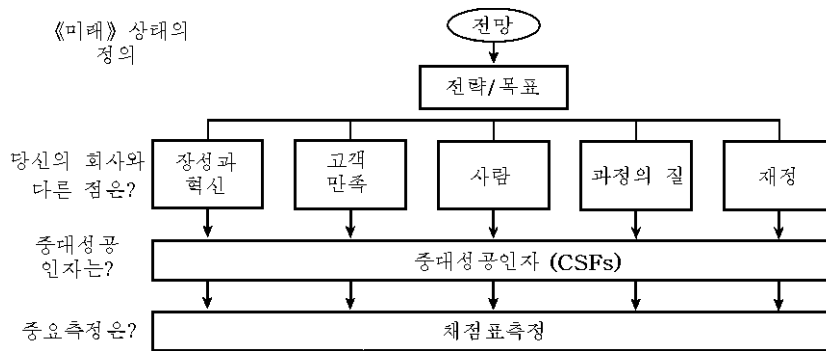 《미래》 상태의
정의
전망
전략/목표
당신의 회사와
다른 점은?
장성과
혁신
고객
만족
사람
과정의 질
재정
중대성공
인자는?
중대성공인자 (CSFs)
중요측정은?
채점표측정